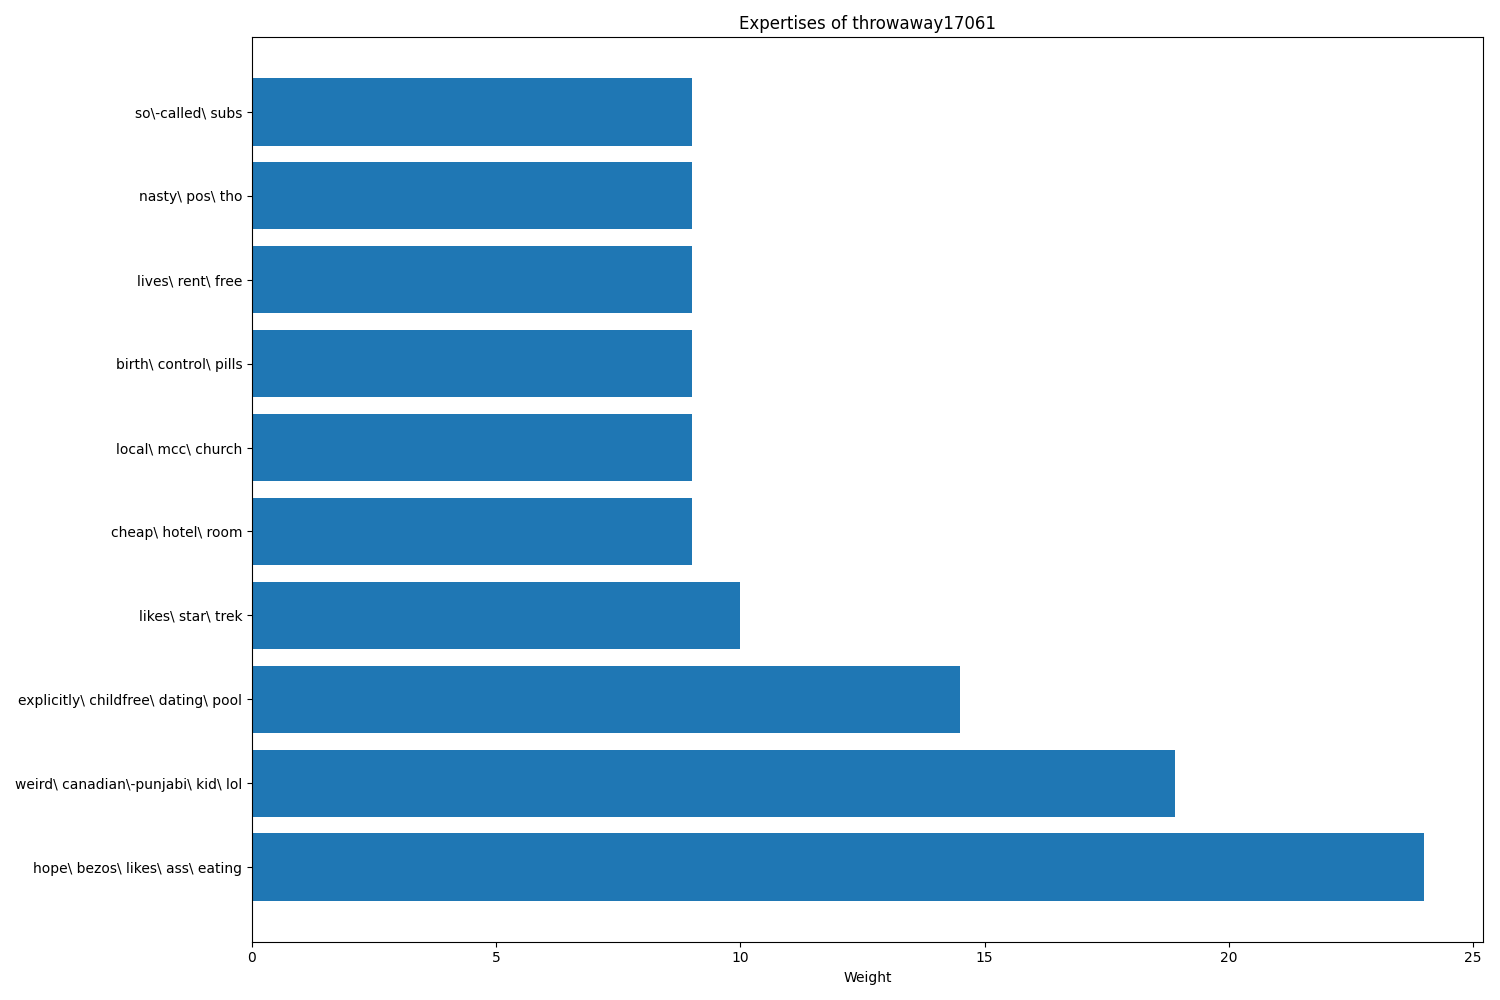 Expertises of throwaway17061
so\-called\ subs
nasty\ pos\ tho
lives\ rent\ free
birth\ control\ pills
local\ mcc\ church
cheap\ hotel\ room
likes\ star\ trek
explicitly\ childfree\ dating\ pool
weird\ canadian\-punjabi\ kid\ lol
hope\ bezos\ likes\ ass\ eating
0 5 10 15 20 25
Weight